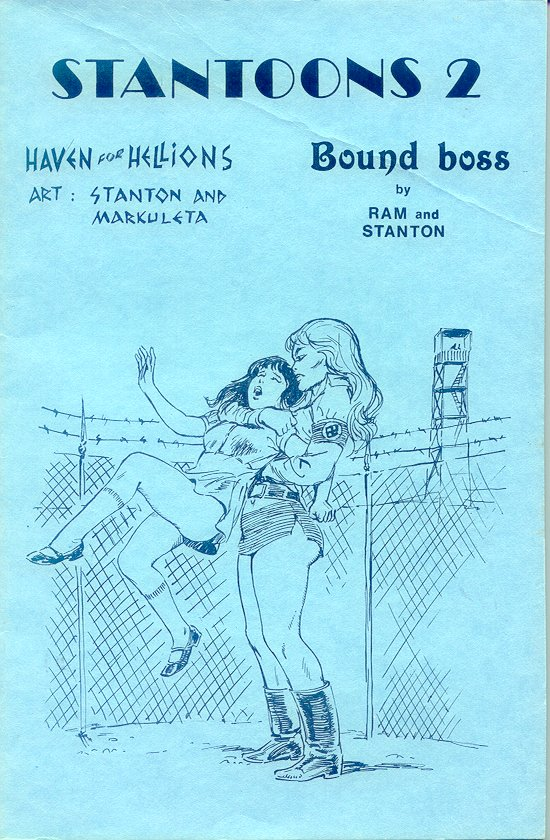 STANTOONS 2
HAVEN FOR HELLIONS
ART: STANTON AND
MARKULETA
Bound boss
by
RAM and
STANTON